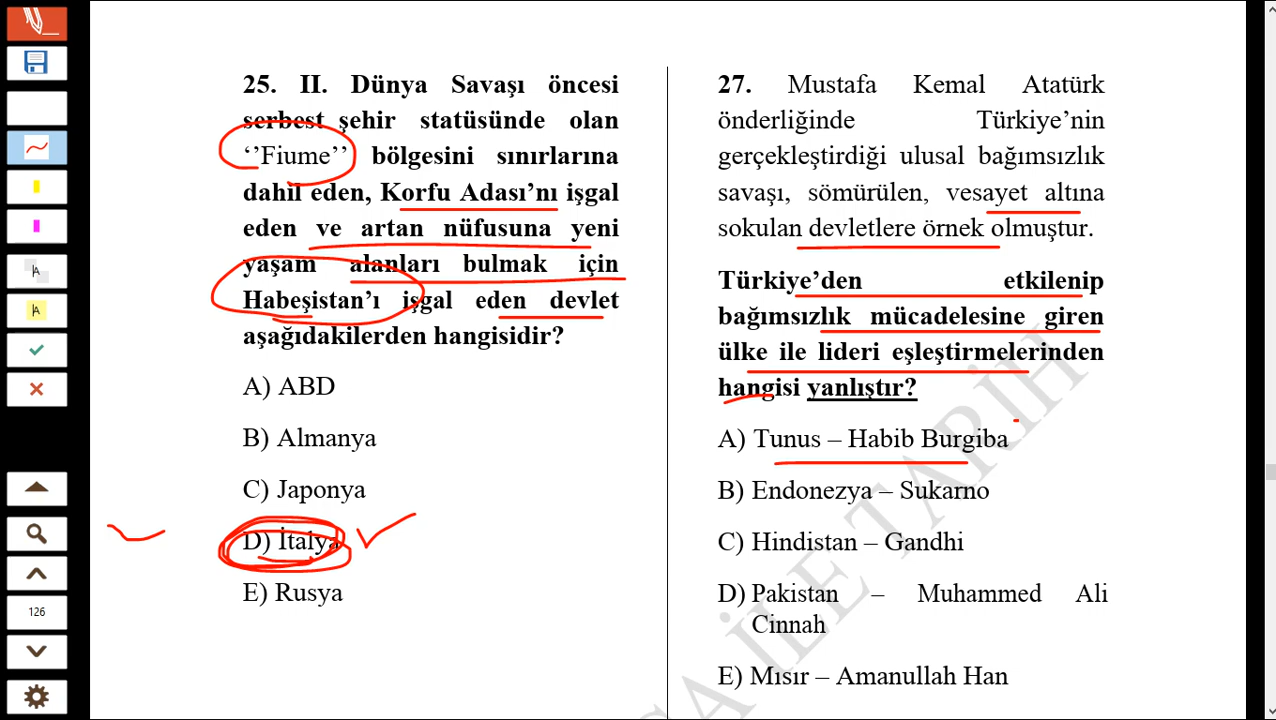 25. II. Dünya Savaşı öncesi
serbest şehir statüsünde olan
‘’Fiume’’ bölgesini sınırlarına
dahil eden, Korfu Adası’nı işgal
eden ve artan nüfusuna yeni
yaşam alanları bulmak için
Habeşistan’ı işgal eden devlet
aşağıdakilerden hangisidir?
A) ABD
B) Almanya
C) Japonya
D) İtalya
E) Rusya
27. Mustafa Kemal Atatürk
önderliğinde Türkiye’nin
gerçekleştirdiği ulusal bağımsızlık
savaşı, sömürülen, vesayet altına
sokulan devletlere örnek olmuştur.
Türkiye’den etkilenip
bağımsızlık mücadelesine giren
ülke ile lideri eşleştirmelerinden
hangisi yanlıştır?
A) Tunus – Habib Burgiba
B) Endonezya – Sukarno
C) Hindistan – Gandhi
D) Pakistan – Muhammed Ali
Cinnah
E) Mısır – Amanullah Han
A
A
126
İLE TARİH